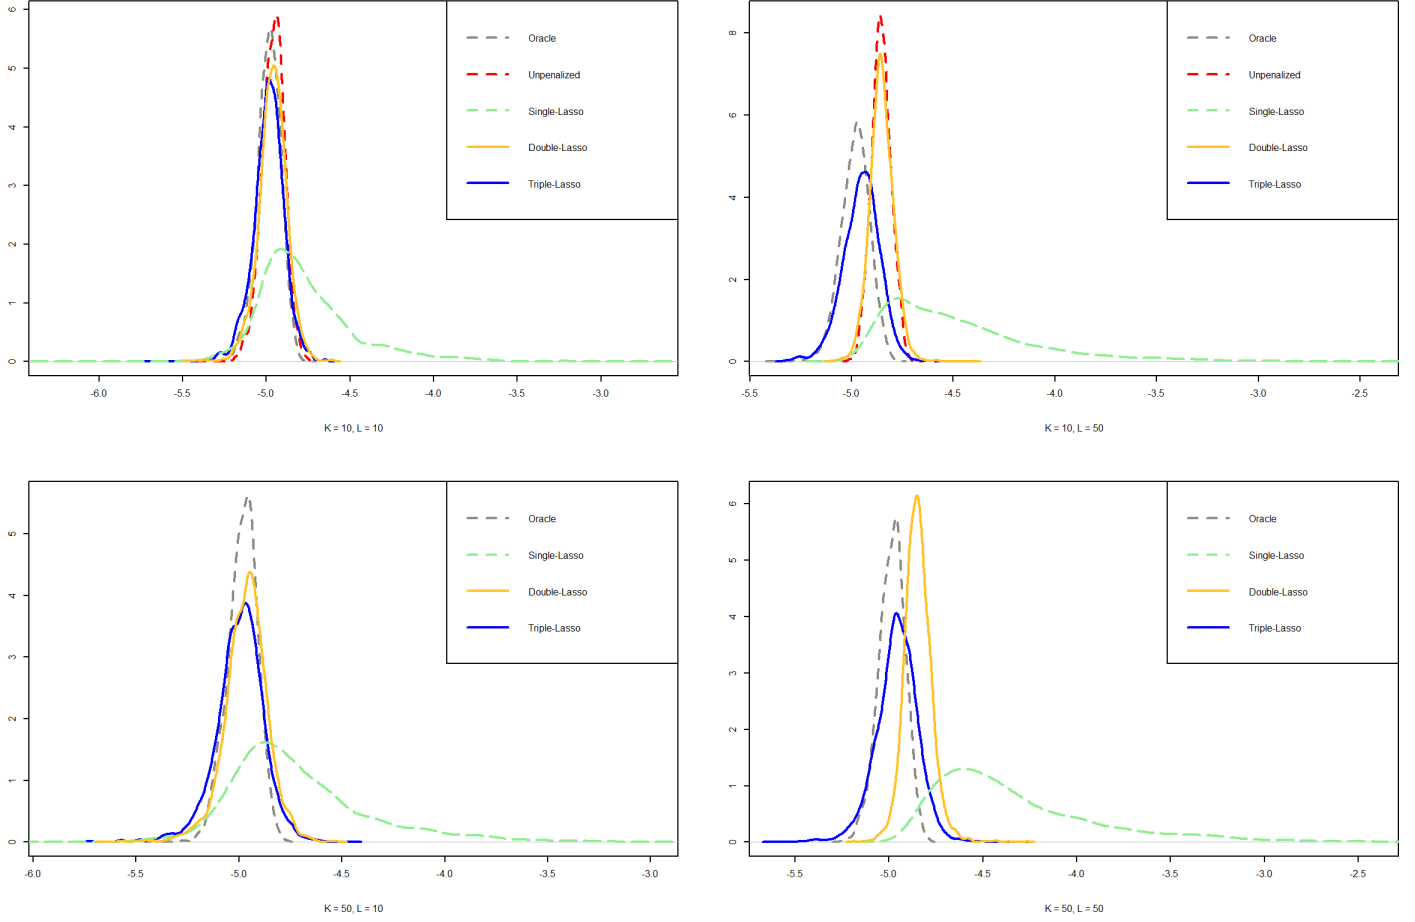 6
5
4
3
2
1
0
Oracle
Unpenalized
Single-Lasso
Double-Lasso
Triple-Lasso
-6.0 -5.5 -5.0 -4.5 -4.0 -3.5 -3.0
K = 10, L = 10
8
6
4
2
0
Oracle
Unpenalized
Single-Lasso
Double-Lasso
Triple-Lasso
-5.5 -5.0 -4.5 -4.0 -3.5 -3.0 -2.5
K = 10, L = 50
5
4
3
2
1
0
Oracle
Single-Lasso
Double-Lasso
Triple-Lasso
-6.0 -5.5 -5.0 -4.5 -4.0 -3.5 -3.0
K = 50, L = 10
6
5
4
3
2
1
0
Oracle
Single-Lasso
Double-Lasso
Triple-Lasso
-5.5 -5.0 -4.5 -4.0 -3.5 -3.0 -2.5
K = 50, L = 50